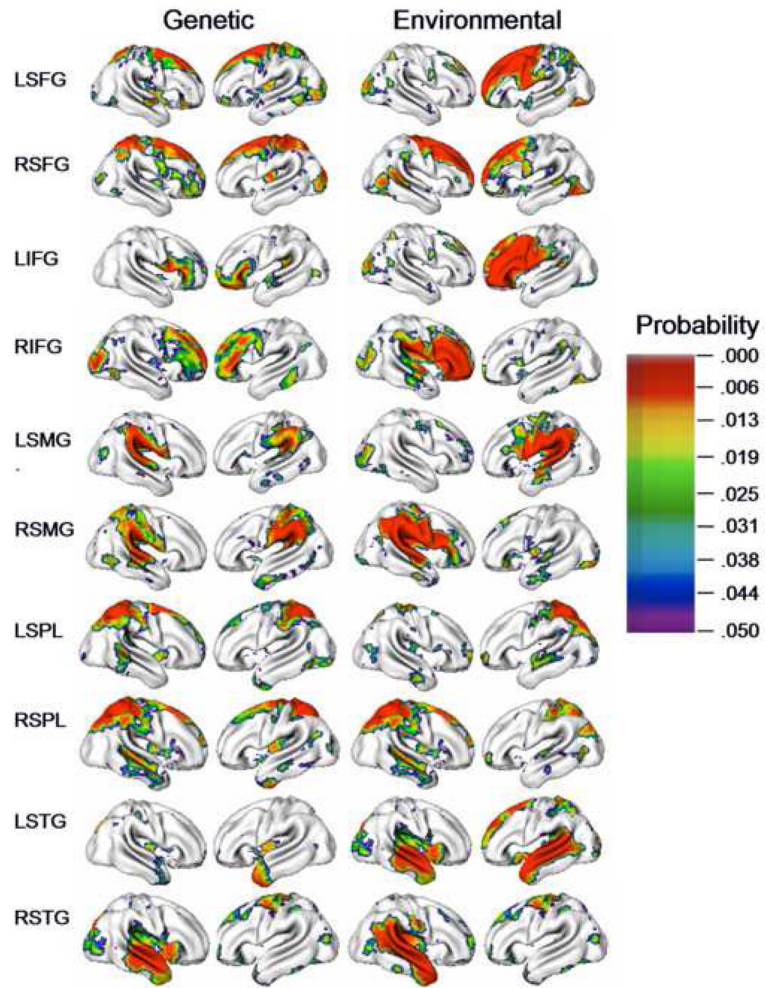 Genetic Environmental
LSFG
RSFG
LIFG
RIFG
Probability
.000
.006
.013
.019
.025
.031
.038
.044
.050
LSMG
RSMG
LSPL
RSPL
LSTG
RSTG